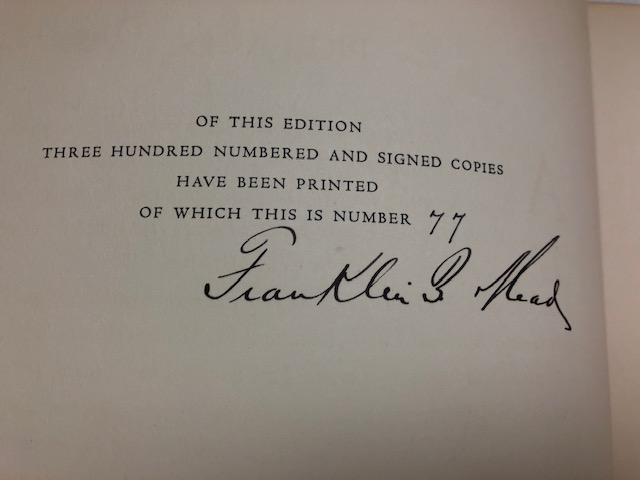 OF THIS EDITION
THREE HUNDRED NUMBERED AND SIGNED COPIES
HAVE BEEN PRINTED
OF WHICH THIS IS NUMBER 77
Franklin B Mead